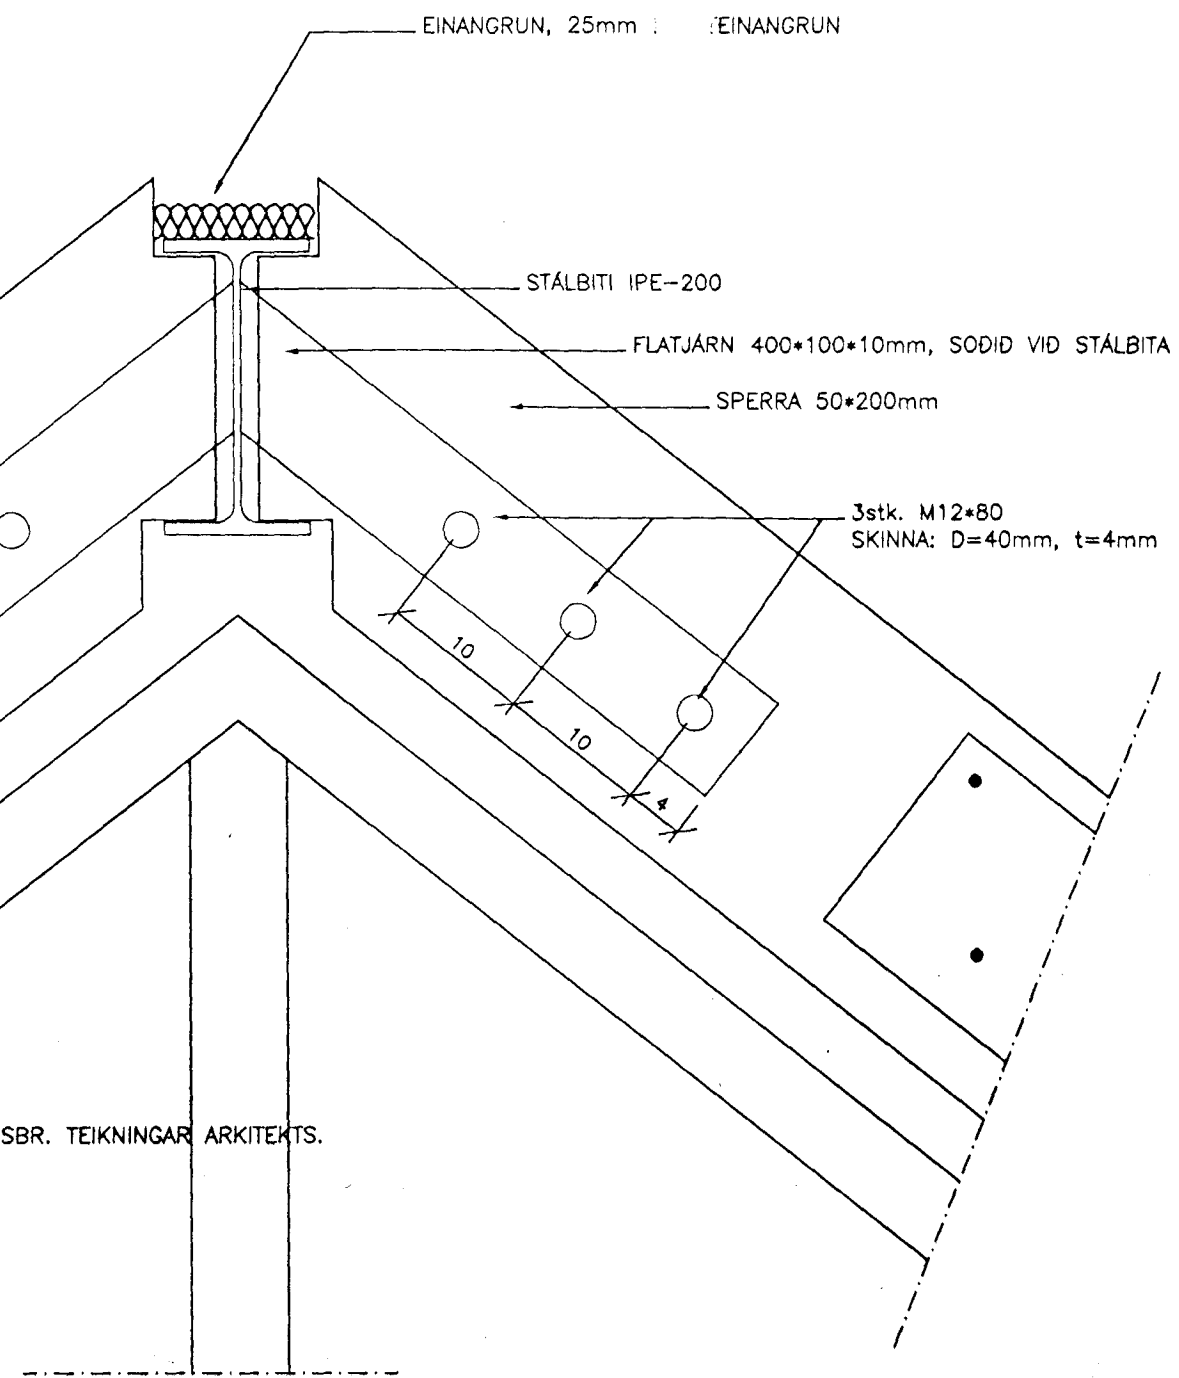 EINANGRUN, 25mm EINANGRUN
STÁLBITI IPE-200
FLATJÁRN 400*100*10mm, SOÐIÐ VIÐ STÁLBITA
SPERRA 50*200mm
3stk. M12*80
SKINNA: D=40mm, t=4mm
10
10
4
SBR. TEIKNINGAR ARKITEKTS.